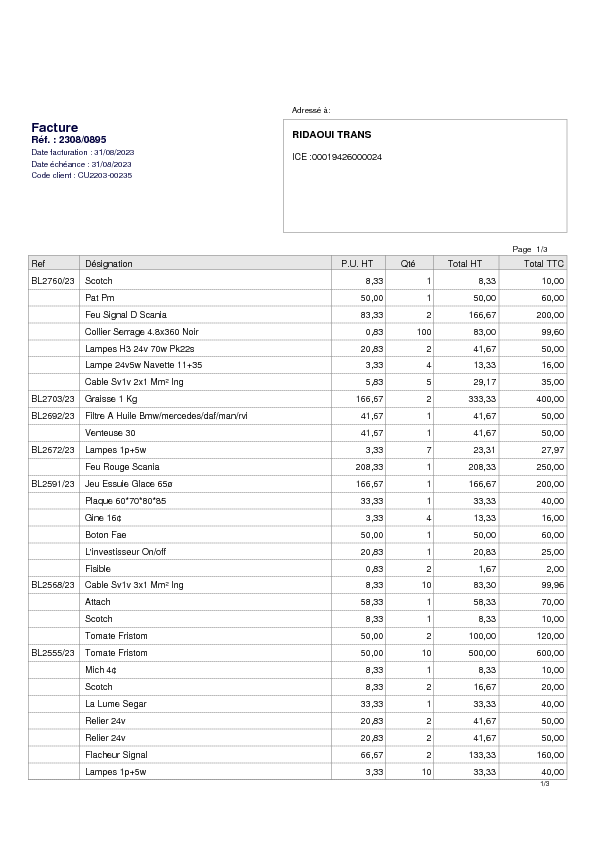 Adressé à:
Facture
Réf. : 2308/0895
Date facturation : 31/08/2023
Date échéance : 31/08/2023
Code client : CU2203-00235
RIDAOUI TRANS
ICE :00019426000024
Page 1/3
Ref Désignation P.U. HT Qté Total HT Total TTC
BL2760/23 Scotch 8,33 1 8,33 10,00
Pat Pm 50,00 1 50,00 60,00
Feu Signal D Scania 83,33 2 166,67 200,00
Collier Serrage 4.8x360 Noir 0,83 100 83,00 99,60
Lampes H3 24v 70w Pk22s 20,83 2 41,67 50,00
Lampe 24v5w Navette 11+35 3,33 4 13,33 16,00
Cable Sv1v 2x1 Mm² Ing 5,83 5 29,17 35,00
BL2703/23 Graisse 1 Kg 166,67 2 333,33 400,00
BL2692/23 Filtre A Huile Bmw/mercedes/daf/man/rvi 41,67 1 41,67 50,00
Venteuse 30 41,67 1 41,67 50,00
BL2672/23 Lampes 1p+5w 3,33 7 23,31 27,97
Feu Rouge Scania 208,33 1 208,33 250,00
BL2591/23 Jeu Essuie Glace 65ø 166,67 1 166,67 200,00
Plaque 60*70*80*85 33,33 1 33,33 40,00
Gine 16¢ 3,33 4 13,33 16,00
Boton Fae 50,00 1 50,00 60,00
L'investisseur On/off 20,83 1 20,83 25,00
Fisible 0,83 2 1,67 2,00
BL2568/23 Cable Sv1v 3x1 Mm² Ing 8,33 10 83,30 99,96
Attach 58,33 1 58,33 70,00
Scotch 8,33 1 8,33 10,00
Tomate Fristom 50,00 2 100,00 120,00
BL2555/23 Tomate Fristom 50,00 10 500,00 600,00
Mich 4¢ 8,33 1 8,33 10,00
Scotch 8,33 2 16,67 20,00
La Lume Segar 33,33 1 33,33 40,00
Relier 24v 20,83 2 41,67 50,00
Relier 24v 20,83 2 41,67 50,00
Flacheur Signal 66,67 2 133,33 160,00
Lampes 1p+5w 3,33 10 33,33 40,00
1/3